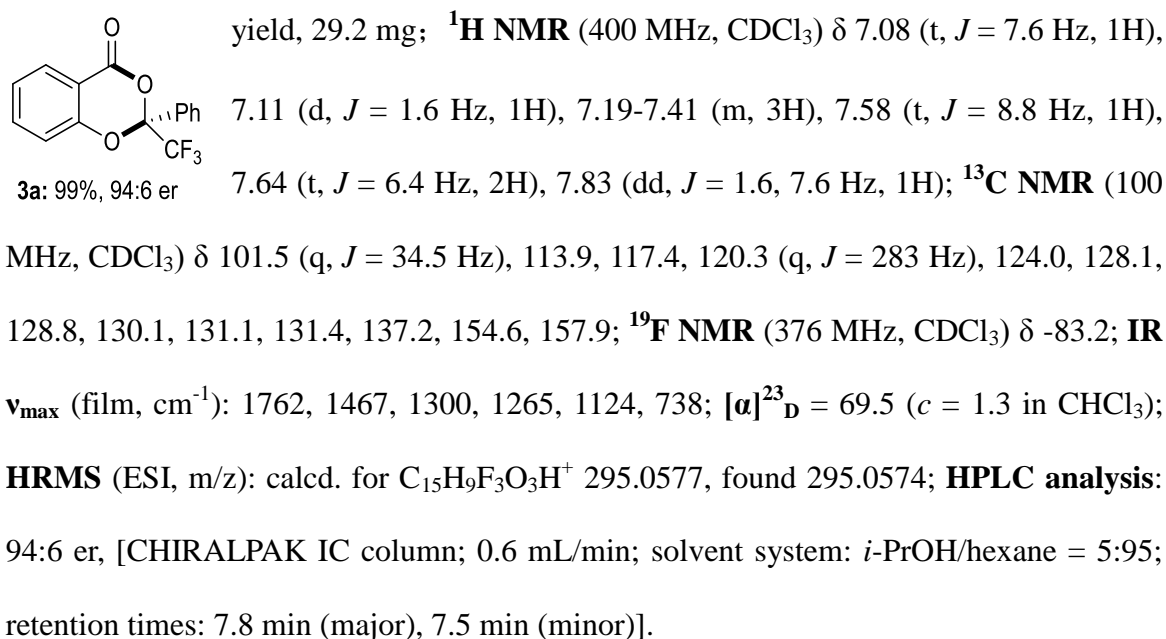 yield, 29.2 mg; ¹H NMR (400 MHz, CDCl₃) δ 7.08 (t, J = 7.6 Hz, 1H),
7.11 (d, J = 1.6 Hz, 1H), 7.19-7.41 (m, 3H), 7.58 (t, J = 8.8 Hz, 1H),
7.64 (t, J = 6.4 Hz, 2H), 7.83 (dd, J = 1.6, 7.6 Hz, 1H); ¹³C NMR (100
O
O
Ph
O
CF₃
3a: 99%, 94:6 er
MHz, CDCl₃) δ 101.5 (q, J = 34.5 Hz), 113.9, 117.4, 120.3 (q, J = 283 Hz), 124.0, 128.1,
128.8, 130.1, 131.1, 131.4, 137.2, 154.6, 157.9; ¹⁹F NMR (376 MHz, CDCl₃) δ -83.2; IR
νmax (film, cm⁻¹): 1762, 1467, 1300, 1265, 1124, 738; [α]²³D = 69.5 (c = 1.3 in CHCl₃);
HRMS (ESI, m/z): calcd. for C₁₅H₉F₃O₃H⁺ 295.0577, found 295.0574; HPLC analysis:
94:6 er, [CHIRALPAK IC column; 0.6 mL/min; solvent system: i-PrOH/hexane = 5:95;
retention times: 7.8 min (major), 7.5 min (minor)].